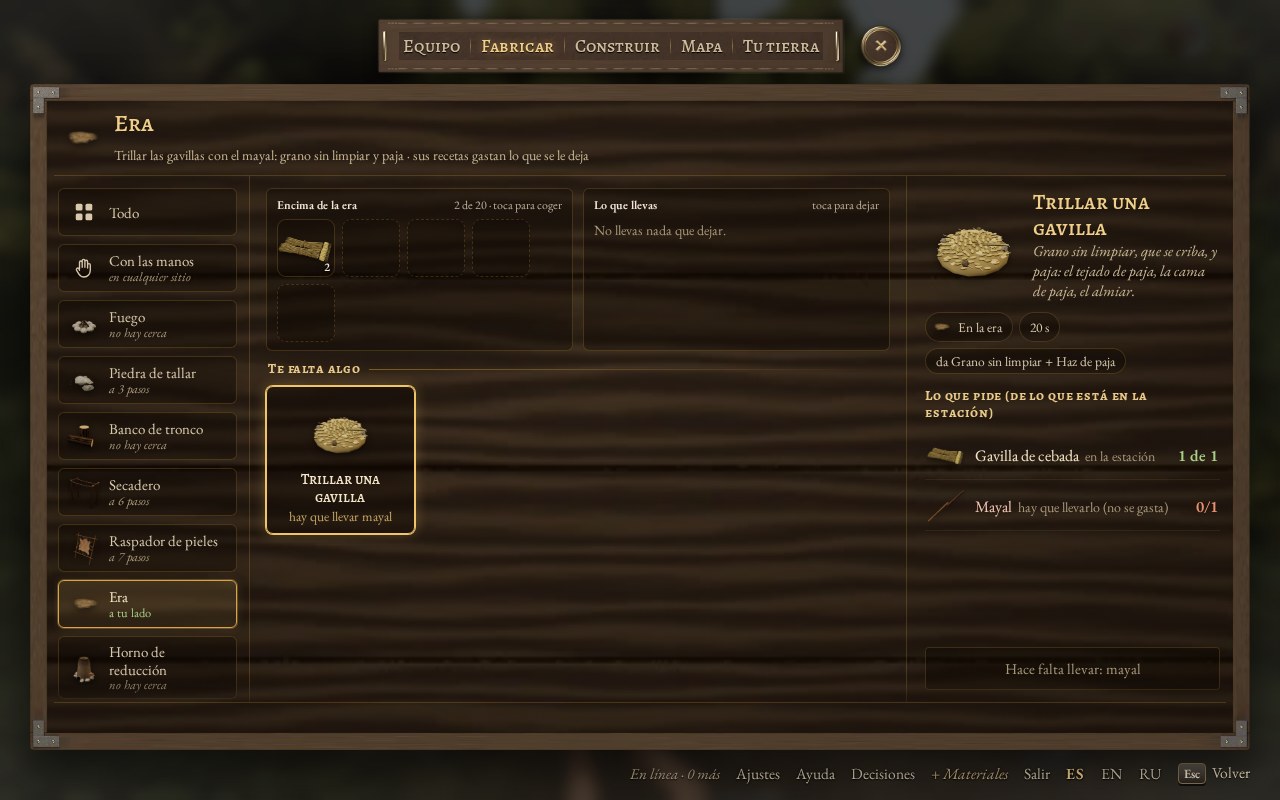 Equipo
Fabricar
Construir
Mapa
Tu tierra
Era
Trillar las gavillas con el mayal: grano sin limpiar y paja · sus recetas gastan lo que se le deja
Todo
Con las manos
en cualquier sitio
Fuego
no hay cerca
Piedra de tallar
a 3 pasos
Banco de tronco
no hay cerca
Secadero
a 6 pasos
Raspador de pieles
a 7 pasos
Era
a tu lado
Horno de
reducción
no hay cerca
Encima de la era
2 de 20 · toca para coger
2
Lo que llevas
toca para dejar
No llevas nada que dejar.
Te falta algo
Trillar una
gavilla
hay que llevar mayal
Trillar una
gavilla
Grano sin limpiar, que se criba, y
paja: el tejado de paja, la cama
de paja, el almiar.
En la era
20 s
da Grano sin limpiar + Haz de paja
Lo que pide (de lo que está en la
estación)
Gavilla de cebada en la estación 1 de 1
Mayal hay que llevarlo (no se gasta) 0/1
Hace falta llevar: mayal
En línea · 0 más
Ajustes
Ayuda
Decisiones
+ Materiales
Salir
ES
EN
RU
Esc
Volver